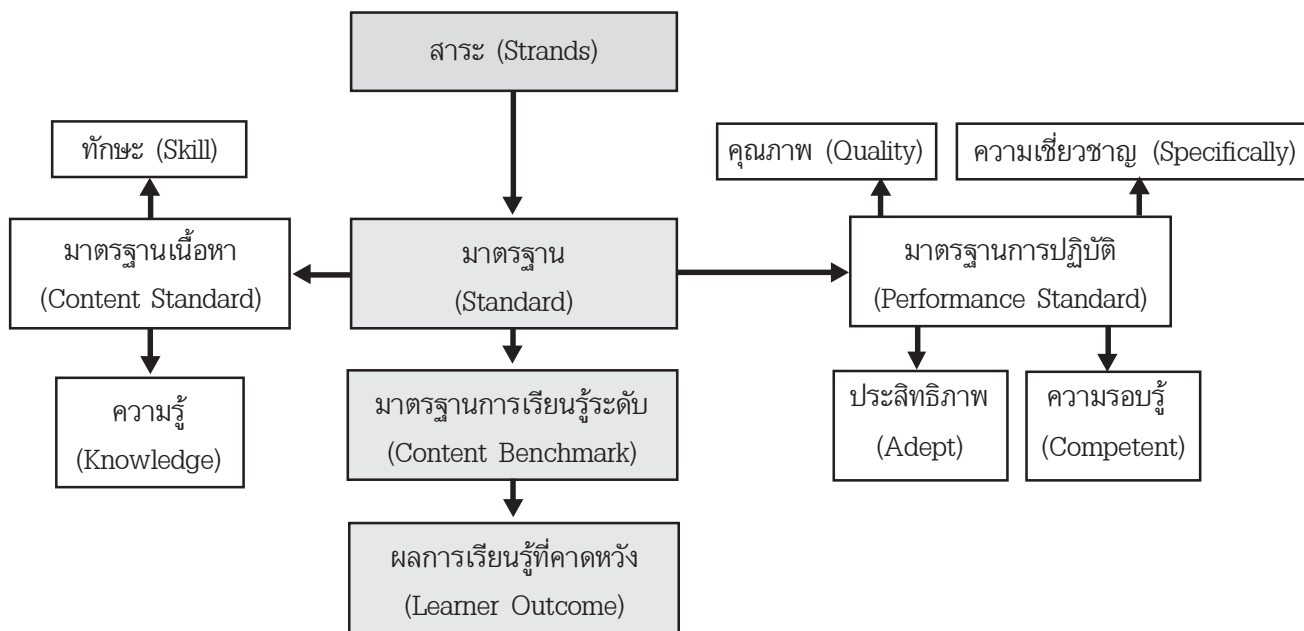 สาระ (Strands)
ทักษะ (Skill)
คุณภาพ (Quality)
ความเชี่ยวชาญ (Specifically)
มาตรฐานเนื้อหา
(Content Standard)
มาตรฐาน
(Standard)
มาตรฐานการปฏิบัติ
(Performance Standard)
ความรู้
(Knowledge)
มาตรฐานการเรียนรู้ระดับ
(Content Benchmark)
ประสิทธิภาพ
(Adept)
ความรอบรู้
(Competent)
ผลการเรียนรู้ที่คาดหวัง
(Learner Outcome)